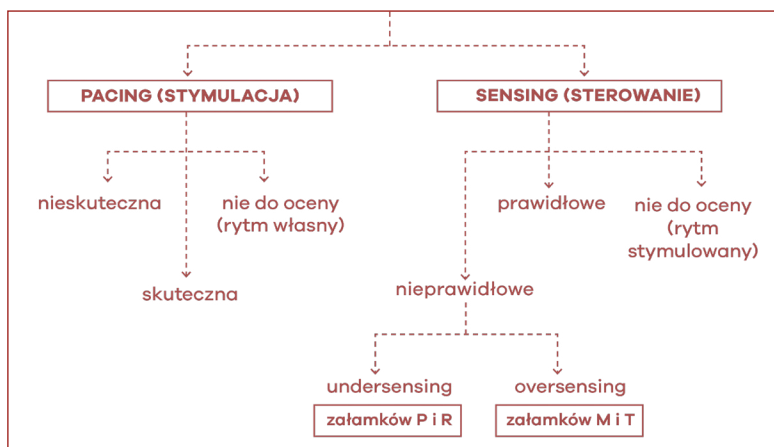 PACING (STYMULACJA)
SENSING (STEROWANIE)
nieskuteczna
nie do oceny
(rytm własny)
skuteczna
prawidłowe
nie do oceny
(rytm
stymulowany)
nieprawidłowe
undersensing
załamków P i R
oversensing
załamków M i T